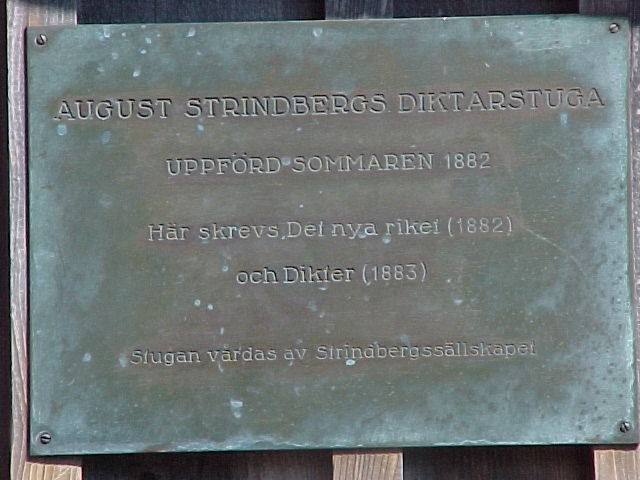 AUGUST STRINDBERGS DIKTARSTUGA
UPPFÖRD SOMMAREN 1882
Här skrevs Det nya riket (1882)
och Dikter (1883)
Stugan vårdas av Strindbergssällskapet